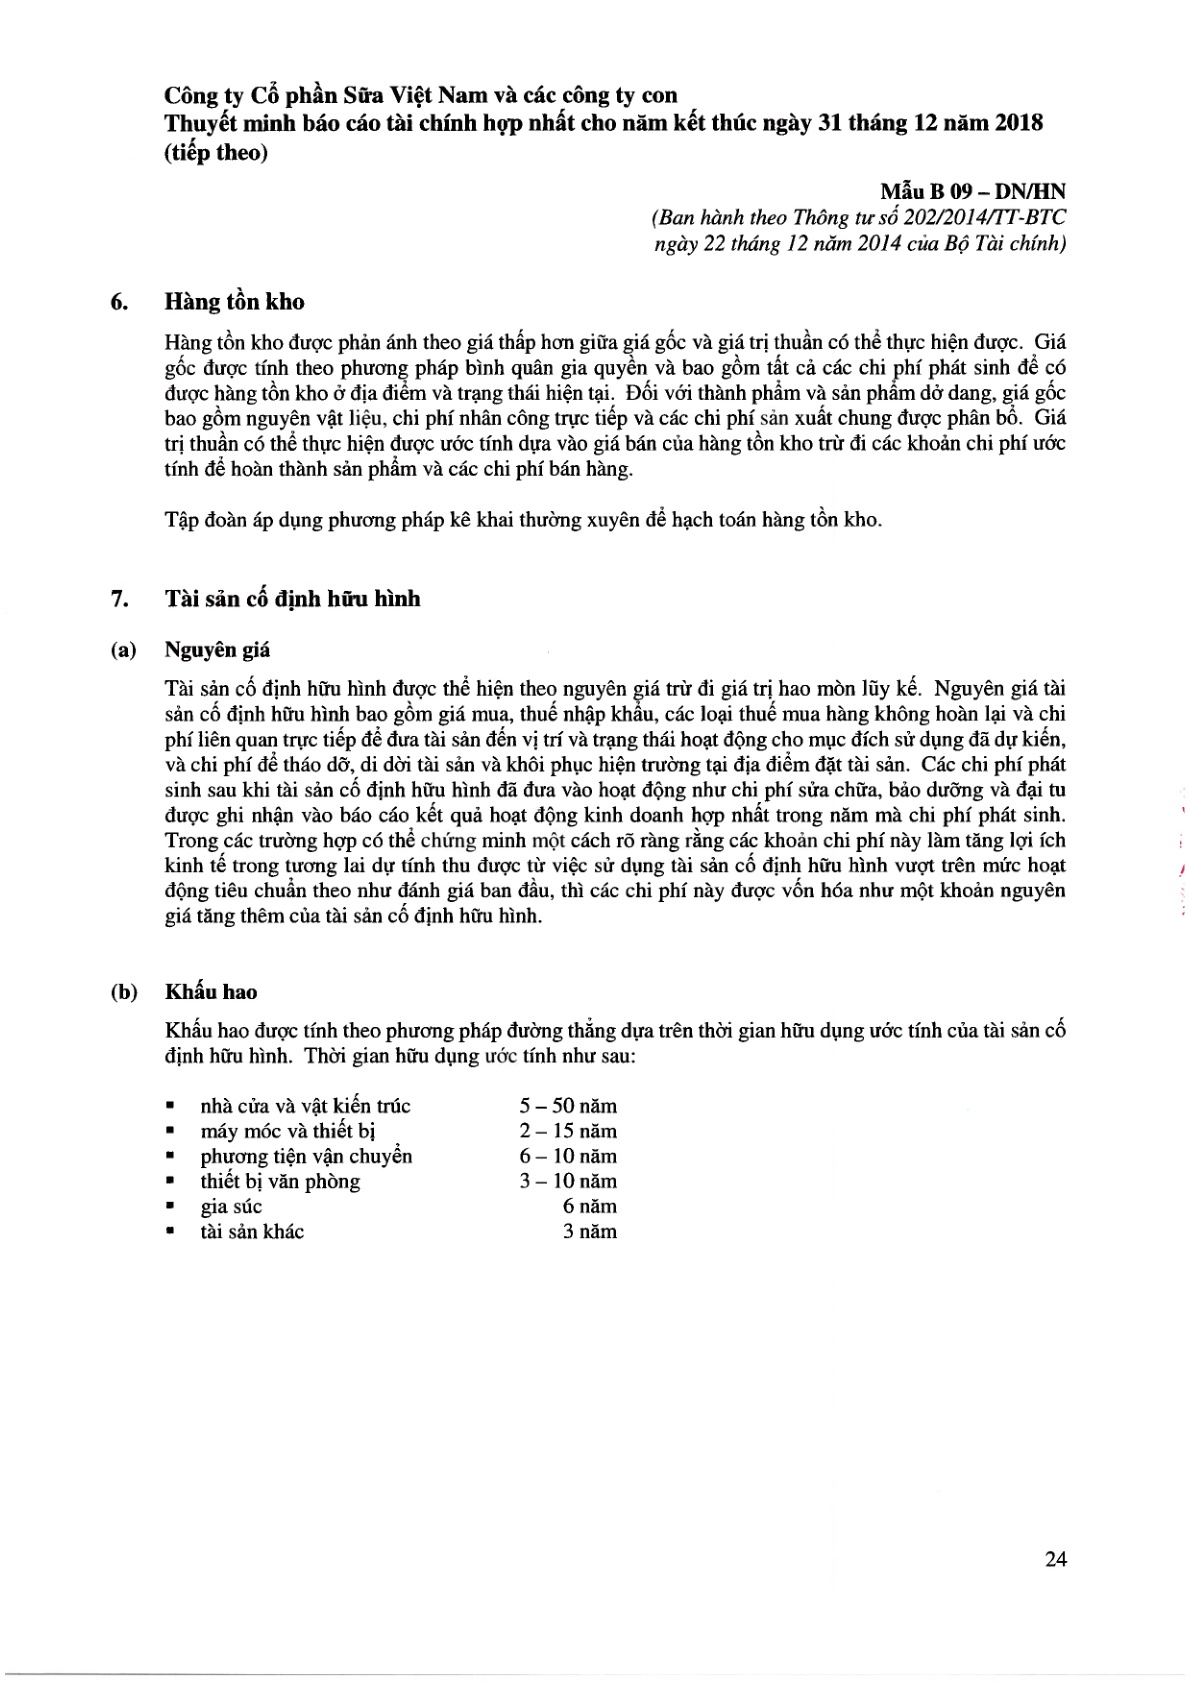 Công ty Cổ phần Sữa Việt Nam và các công ty con
Thuyết minh báo cáo tài chính hợp nhất cho năm kết thúc ngày 31 tháng 12 năm 2018
(tiếp theo)
Mẫu B 09 – DN/HN
(Ban hành theo Thông tư số 202/2014/TT-BTC
ngày 22 tháng 12 năm 2014 của Bộ Tài chính)
6. Hàng tồn kho
Hàng tồn kho được phản ánh theo giá thấp hơn giữa giá gốc và giá trị thuần có thể thực hiện được. Giá
gốc được tính theo phương pháp bình quân gia quyền và bao gồm tất cả các chi phí phát sinh để có
được hàng tồn kho ở địa điểm và trạng thái hiện tại. Đối với thành phẩm và sản phẩm dở dang, giá gốc
bao gồm nguyên vật liệu, chi phí nhân công trực tiếp và các chi phí sản xuất chung được phân bổ. Giá
trị thuần có thể thực hiện được ước tính dựa vào giá bán của hàng tồn kho trừ đi các khoản chi phí ước
tính để hoàn thành sản phẩm và các chi phí bán hàng.
Tập đoàn áp dụng phương pháp kê khai thường xuyên để hạch toán hàng tồn kho.
7. Tài sản cố định hữu hình
(a) Nguyên giá
Tài sản cố định hữu hình được thể hiện theo nguyên giá trừ đi giá trị hao mòn lũy kế. Nguyên giá tài
sản cố định hữu hình bao gồm giá mua, thuế nhập khẩu, các loại thuế mua hàng không hoàn lại và chi
phí liên quan trực tiếp để đưa tài sản đến vị trí và trạng thái hoạt động cho mục đích sử dụng đã dự kiến,
và chi phí để tháo dỡ, di dời tài sản và khôi phục hiện trường tại địa điểm đặt tài sản. Các chi phí phát
sinh sau khi tài sản cố định hữu hình đã đưa vào hoạt động như chi phí sửa chữa, bảo dưỡng và đại tu
được ghi nhận vào báo cáo kết quả hoạt động kinh doanh hợp nhất trong năm mà chi phí phát sinh.
Trong các trường hợp có thể chứng minh một cách rõ ràng rằng các khoản chi phí này làm tăng lợi ích
kinh tế trong tương lai dự tính thu được từ việc sử dụng tài sản cố định hữu hình vượt trên mức hoạt
động tiêu chuẩn theo như đánh giá ban đầu, thì các chi phí này được vốn hóa như một khoản nguyên
giá tăng thêm của tài sản cố định hữu hình.
(b) Khấu hao
Khấu hao được tính theo phương pháp đường thẳng dựa trên thời gian hữu dụng ước tính của tài sản cố
định hữu hình. Thời gian hữu dụng ước tính như sau:
▪ nhà cửa và vật kiến trúc 5 – 50 năm
▪ máy móc và thiết bị 2 – 15 năm
▪ phương tiện vận chuyển 6 – 10 năm
▪ thiết bị văn phòng 3 – 10 năm
▪ gia súc 6 năm
▪ tài sản khác 3 năm
24